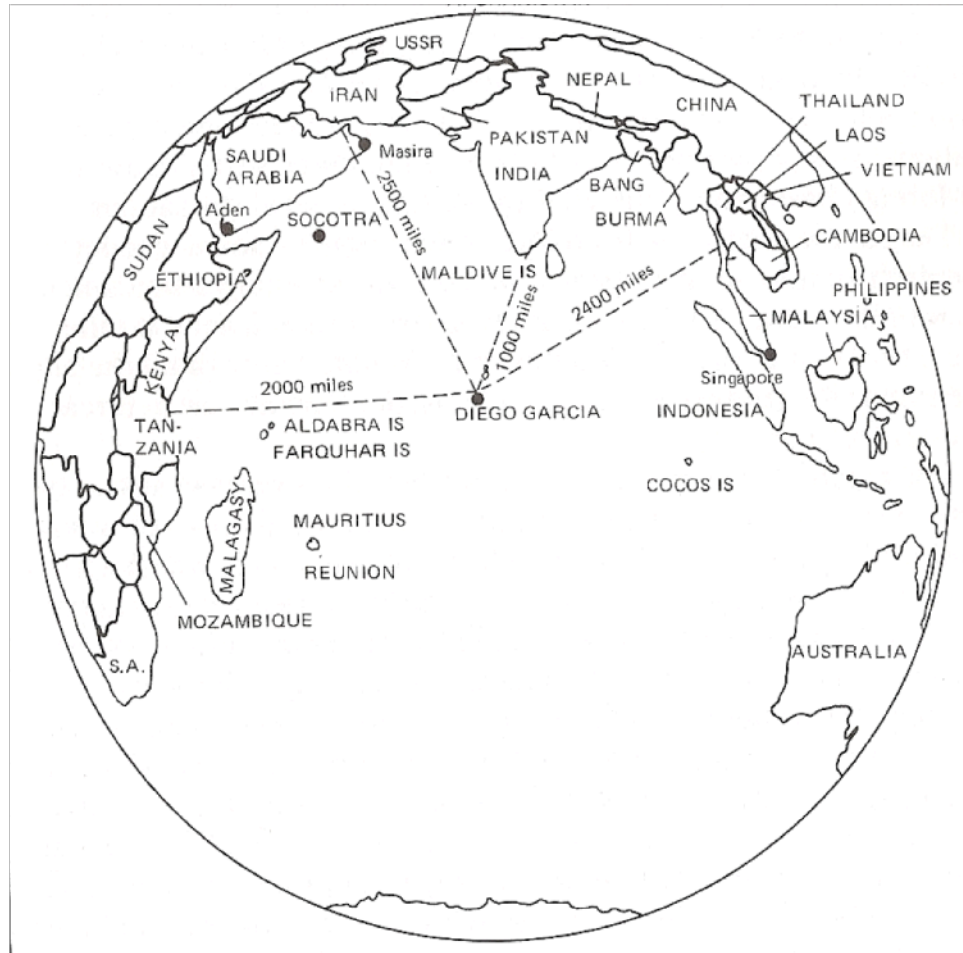 USSR
NEPAL
IRAN
CHINA
THAILAND
PAKISTAN
LAOS
SAUDI
ARABIA
Masira
INDIA
VIETNAM
BANG
BURMA
Aden
SOCOTRA
2500 miles
SUDAN
CAMBODIA
ETHIOPIA
MALDIVE IS
2400 miles
PHILIPPINES
1000 miles
MALAYSIA
KENYA
2000 miles
Singapore
DIEGO GARCIA
INDONESIA
TAN-
ZANIA
ALDABRA IS
FARQUHAR IS
COCOS IS
MALAGASY
MAURITIUS
REUNION
MOZAMBIQUE
AUSTRALIA
S.A.